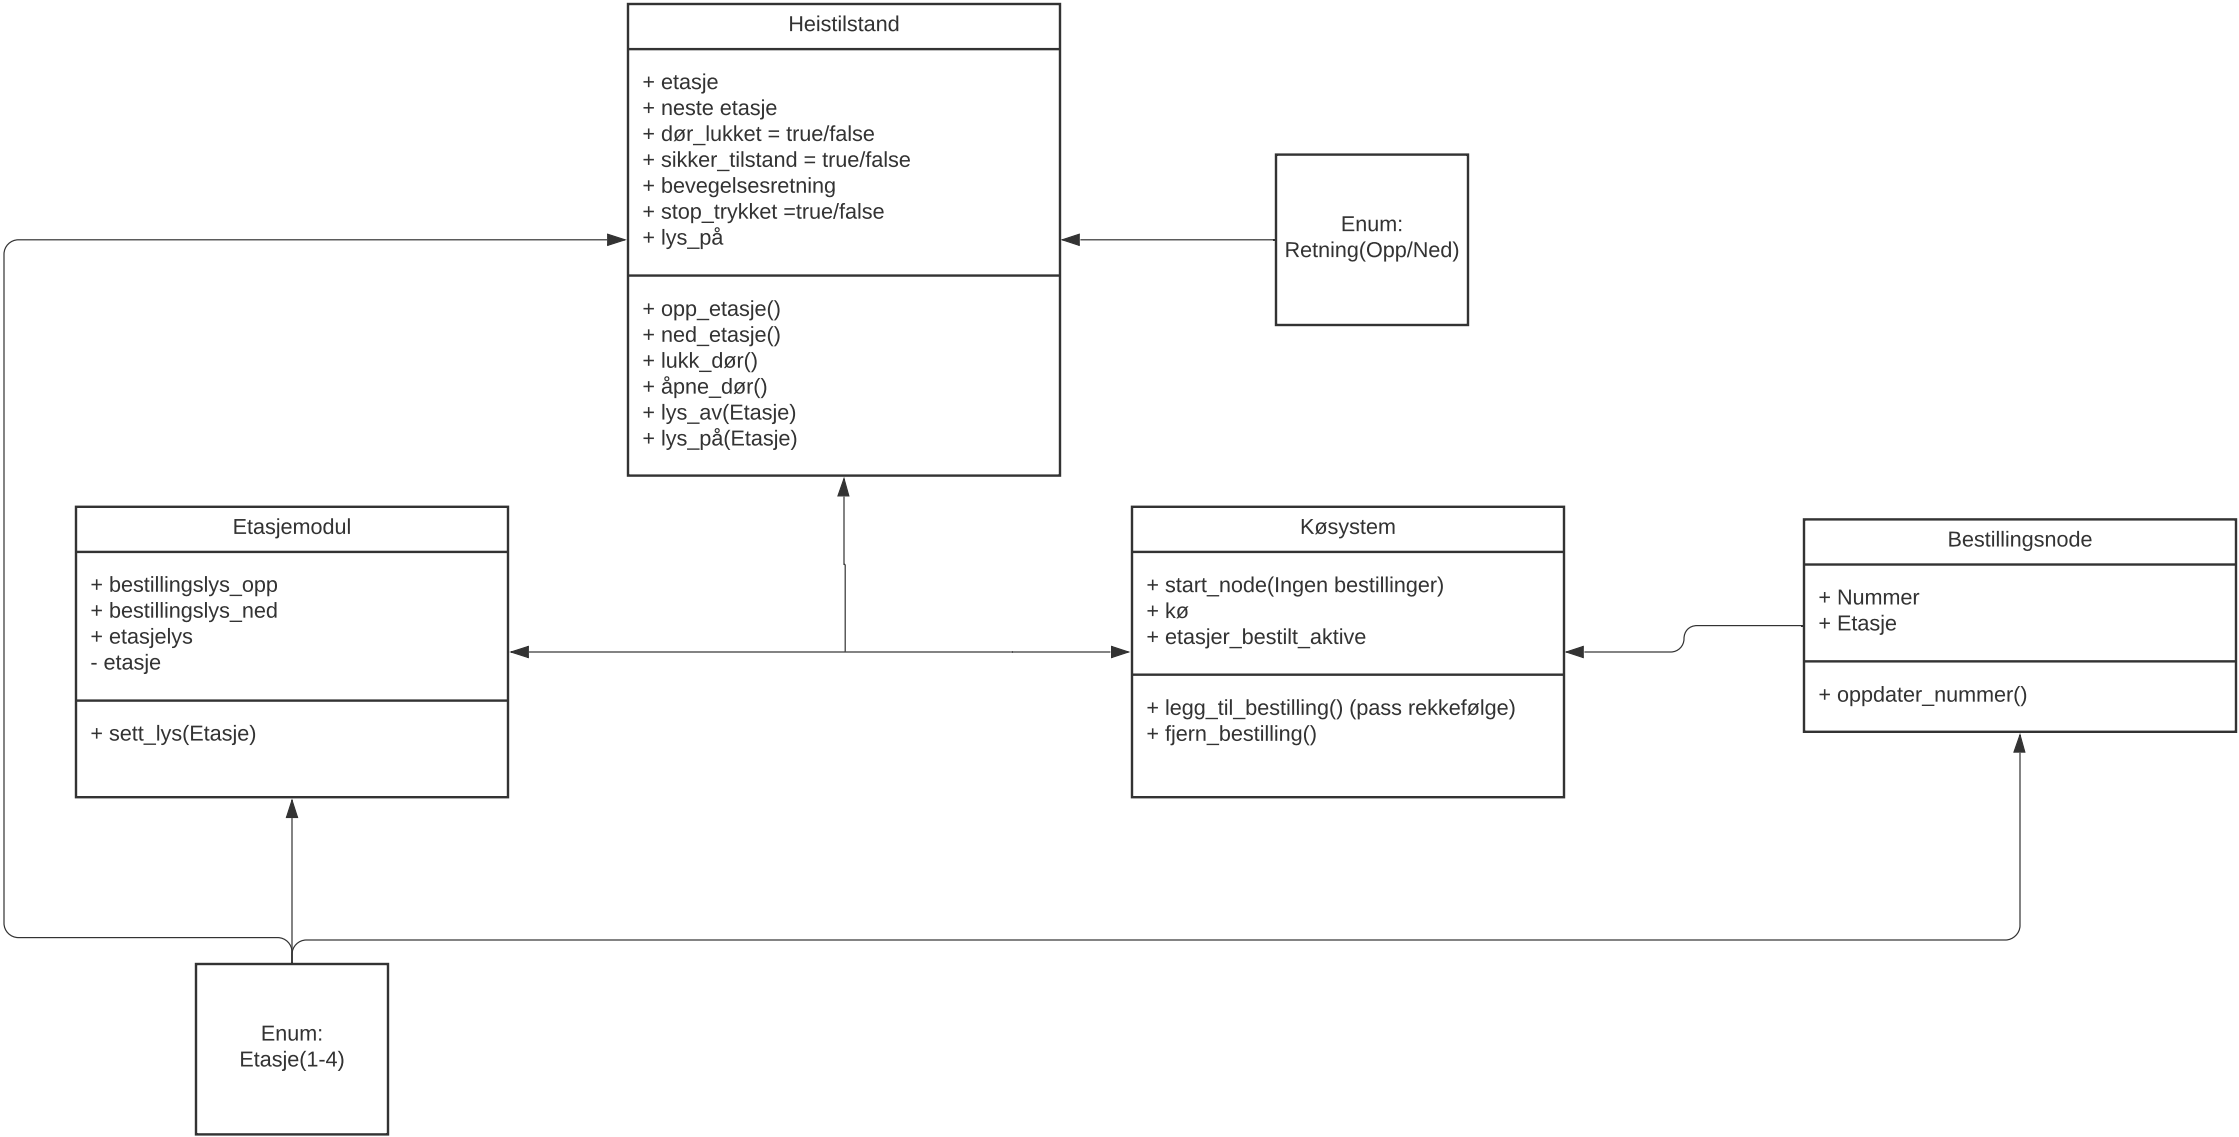 Heistilstand
+ etasje
+ neste etasje
+ dør_lukket = true/false
+ sikker_tilstand = true/false
+ bevegelsesretning
+ stop_trykket =true/false
+ lys_på
+ opp_etasje()
+ ned_etasje()
+ lukk_dør()
+ åpne_dør()
+ lys_av(Etasje)
+ lys_på(Etasje)
Enum:
Retning(Opp/Ned)
Etasjemodul
+ bestillingslys_opp
+ bestillingslys_ned
+ etasjelys
- etasje
+ sett_lys(Etasje)
Køsystem
+ start_node(Ingen bestillinger)
+ kø
+ etasjer_bestilt_aktive
+ legg_til_bestilling() (pass rekkefølge)
+ fjern_bestilling()
Bestillingsnode
+ Nummer
+ Etasje
+ oppdater_nummer()
Enum:
Etasje(1-4)